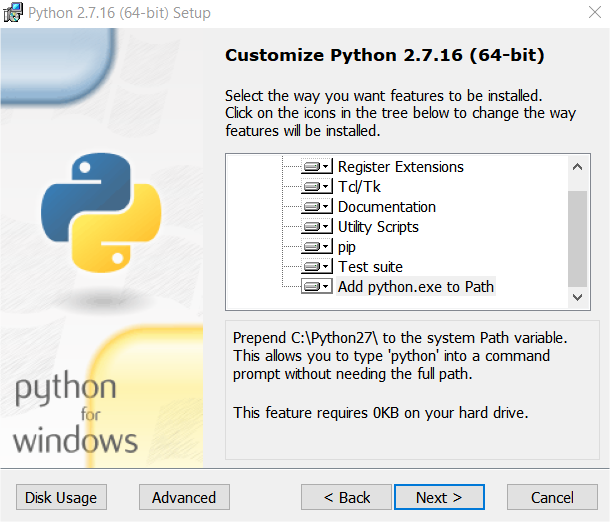 Python 2.7.16 (64-bit) Setup
Customize Python 2.7.16 (64-bit)
Select the way you want features to be installed.
Click on the icons in the tree below to change the way
features will be installed.
Register Extensions
Tcl/Tk
Documentation
Utility Scripts
pip
Test suite
Add python.exe to Path
Prepend C:\Python27\ to the system Path variable.
This allows you to type 'python' into a command
prompt without needing the full path.
This feature requires 0KB on your hard drive.
python
for
windows
Disk Usage
Advanced
< Back
Next >
Cancel